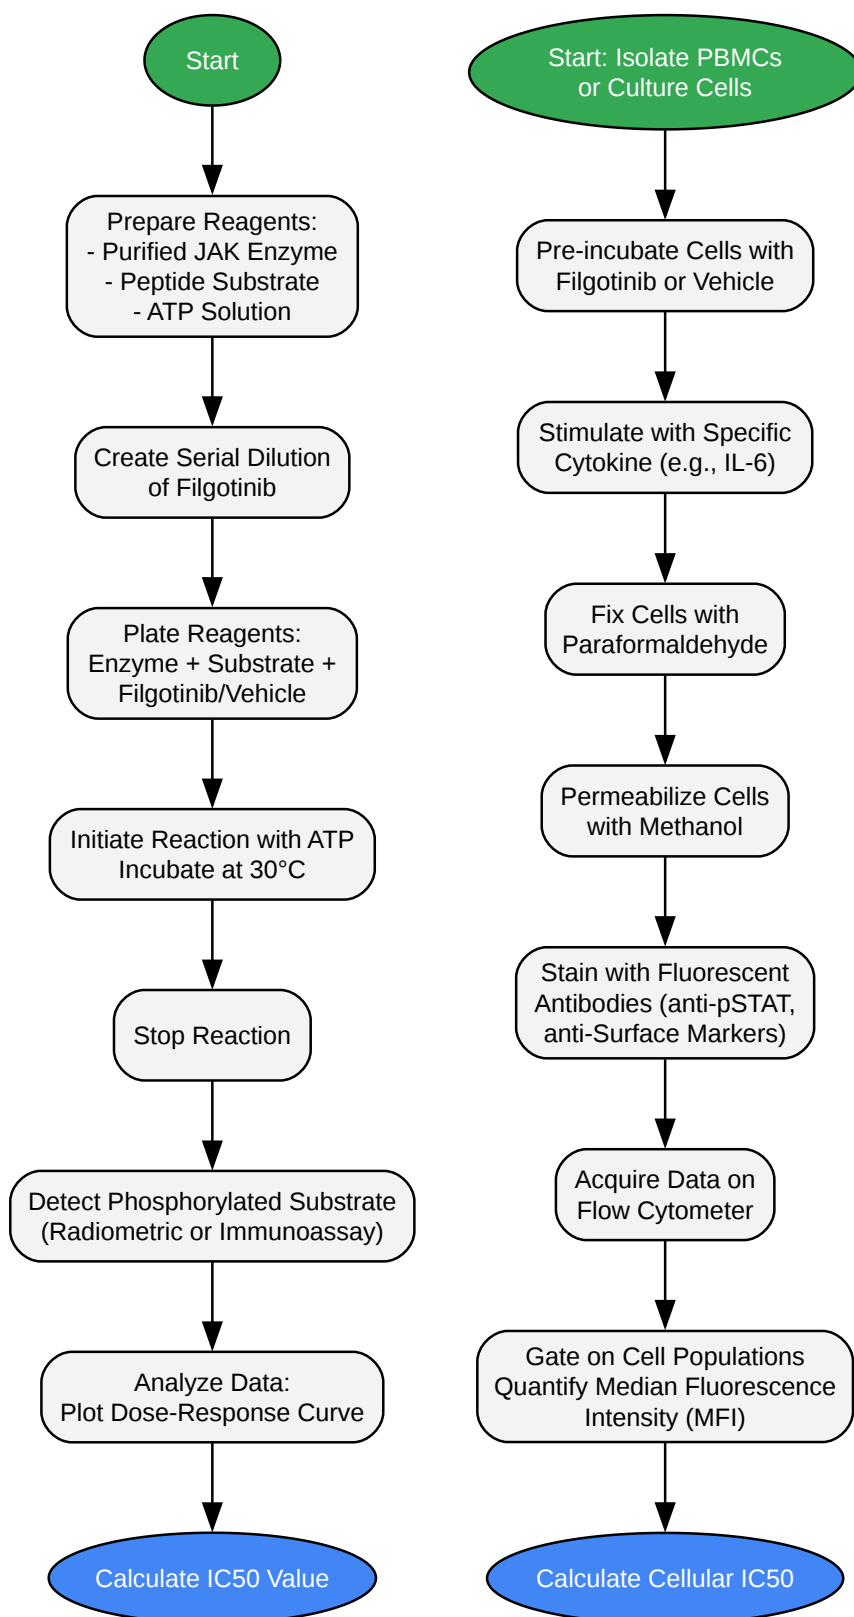 Start
Prepare Reagents:
- Purified JAK Enzyme
- Peptide Substrate
- ATP Solution
Create Serial Dilution
of Filgotinib
Plate Reagents:
Enzyme + Substrate +
Filgotinib/Vehicle
Initiate Reaction with ATP
Incubate at 30°C
Stop Reaction
Detect Phosphorylated Substrate
(Radiometric or Immunoassay)
Analyze Data:
Plot Dose-Response Curve
Calculate IC50 Value
Start: Isolate PBMCs
or Culture Cells
Pre-incubate Cells with
Filgotinib or Vehicle
Stimulate with Specific
Cytokine (e.g., IL-6)
Fix Cells with
Paraformaldehyde
Permeabilize Cells
with Methanol
Stain with Fluorescent
Antibodies (anti-pSTAT,
anti-Surface Markers)
Acquire Data on
Flow Cytometer
Gate on Cell Populations
Quantify Median Fluorescence
Intensity (MFI)
Calculate Cellular IC50